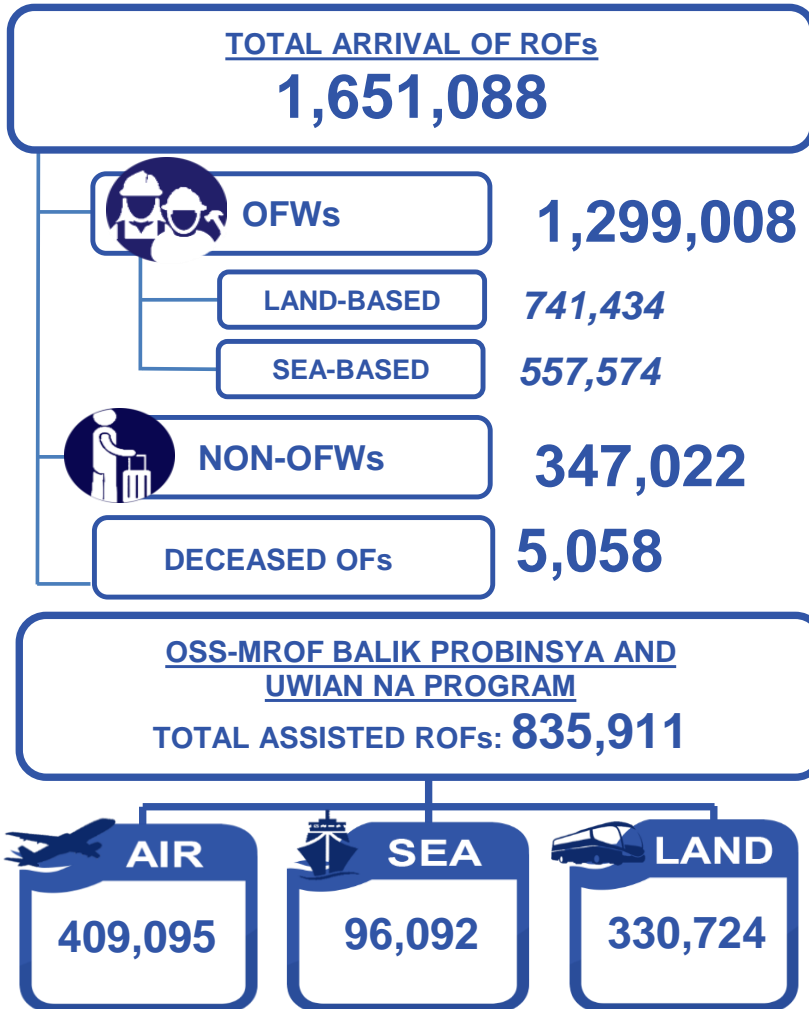 TOTAL ARRIVAL OF ROFs
1,651,088
OFWs 1,299,008
LAND-BASED 741,434
SEA-BASED 557,574
NON-OFWs 347,022
DECEASED OFs 5,058
OSS-MROF BALIK PROBINSYA AND
UWIAN NA PROGRAM
TOTAL ASSISTED ROFs: 835,911
AIR SEA LAND
409,095 96,092 330,724